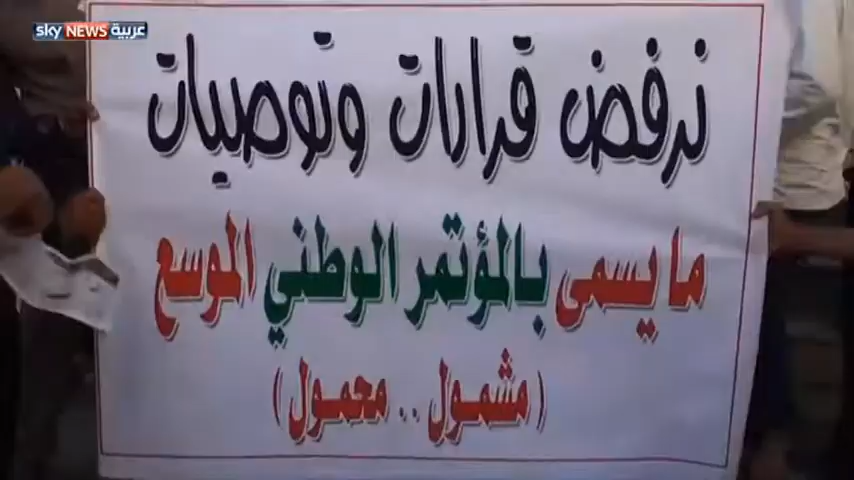 sky NEWS عربية
نرفض قرارات وتوصيات
ما يسمى بالمؤتمر الوطني الموسع
(مشمول .. محمول)